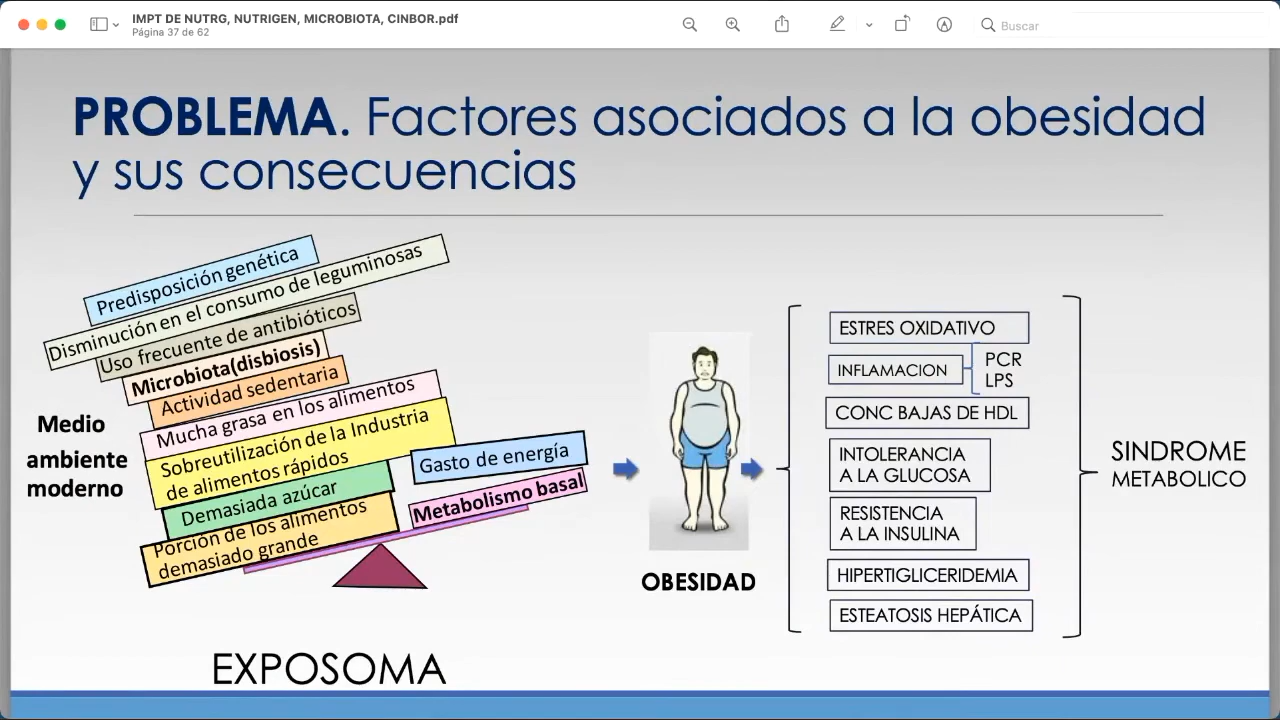 IMPT DE NUTRG, NUTRIGEN, MICROBIOTA, CINBOR.pdf
Página 37 de 62
Buscar
PROBLEMA. Factores asociados a la obesidad
y sus consecuencias
Predisposición genética
Disminución en el consumo de leguminosas
Uso frecuente de antibióticos
Microbiota(disbiosis)
Actividad sedentaria
Mucha grasa en los alimentos
Sobreutilización de la Industria
de alimentos rápidos
Demasiada azúcar
Porción de los alimentos
demasiado grande
Medio
ambiente
moderno
Gasto de energía
Metabolismo basal
EXPOSOMA
OBESIDAD
ESTRES OXIDATIVO
INFLAMACION
PCR
LPS
CONC BAJAS DE HDL
INTOLERANCIA
A LA GLUCOSA
RESISTENCIA
A LA INSULINA
HIPERTIGLICERIDEMIA
ESTEATOSIS HEPÁTICA
SINDROME
METABOLICO